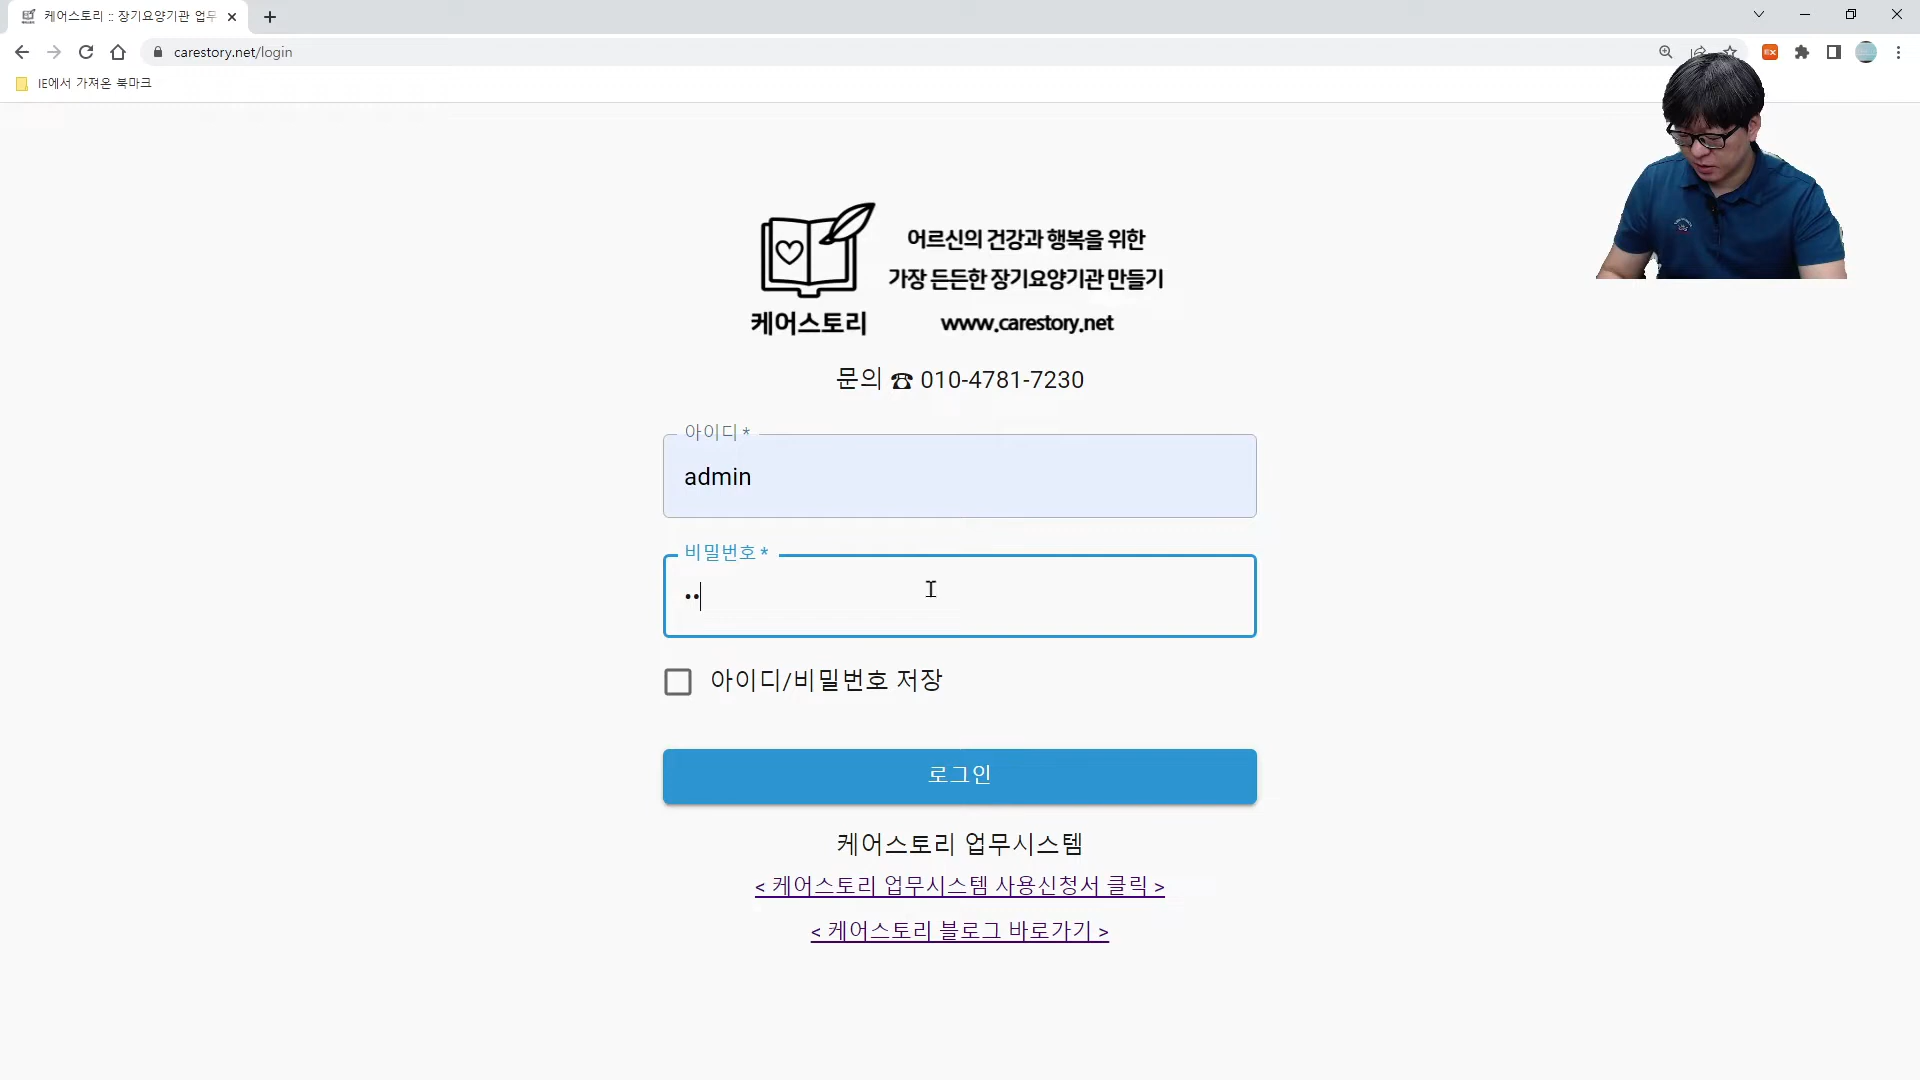 케어스토리 :: 장기요양기관 업무
carestory.net/login
IE에서 가져온 북마크
어르신의 건강과 행복을 위한
가장 든든한 장기요양기관 만들기
케어스토리
www.carestory.net
문의 ☎ 010-4781-7230
아이디 *
admin
비밀번호 *
••
아이디/비밀번호 저장
로그인
케어스토리 업무시스템
< 케어스토리 업무시스템 사용신청서 클릭 >
< 케어스토리 블로그 바로가기 >